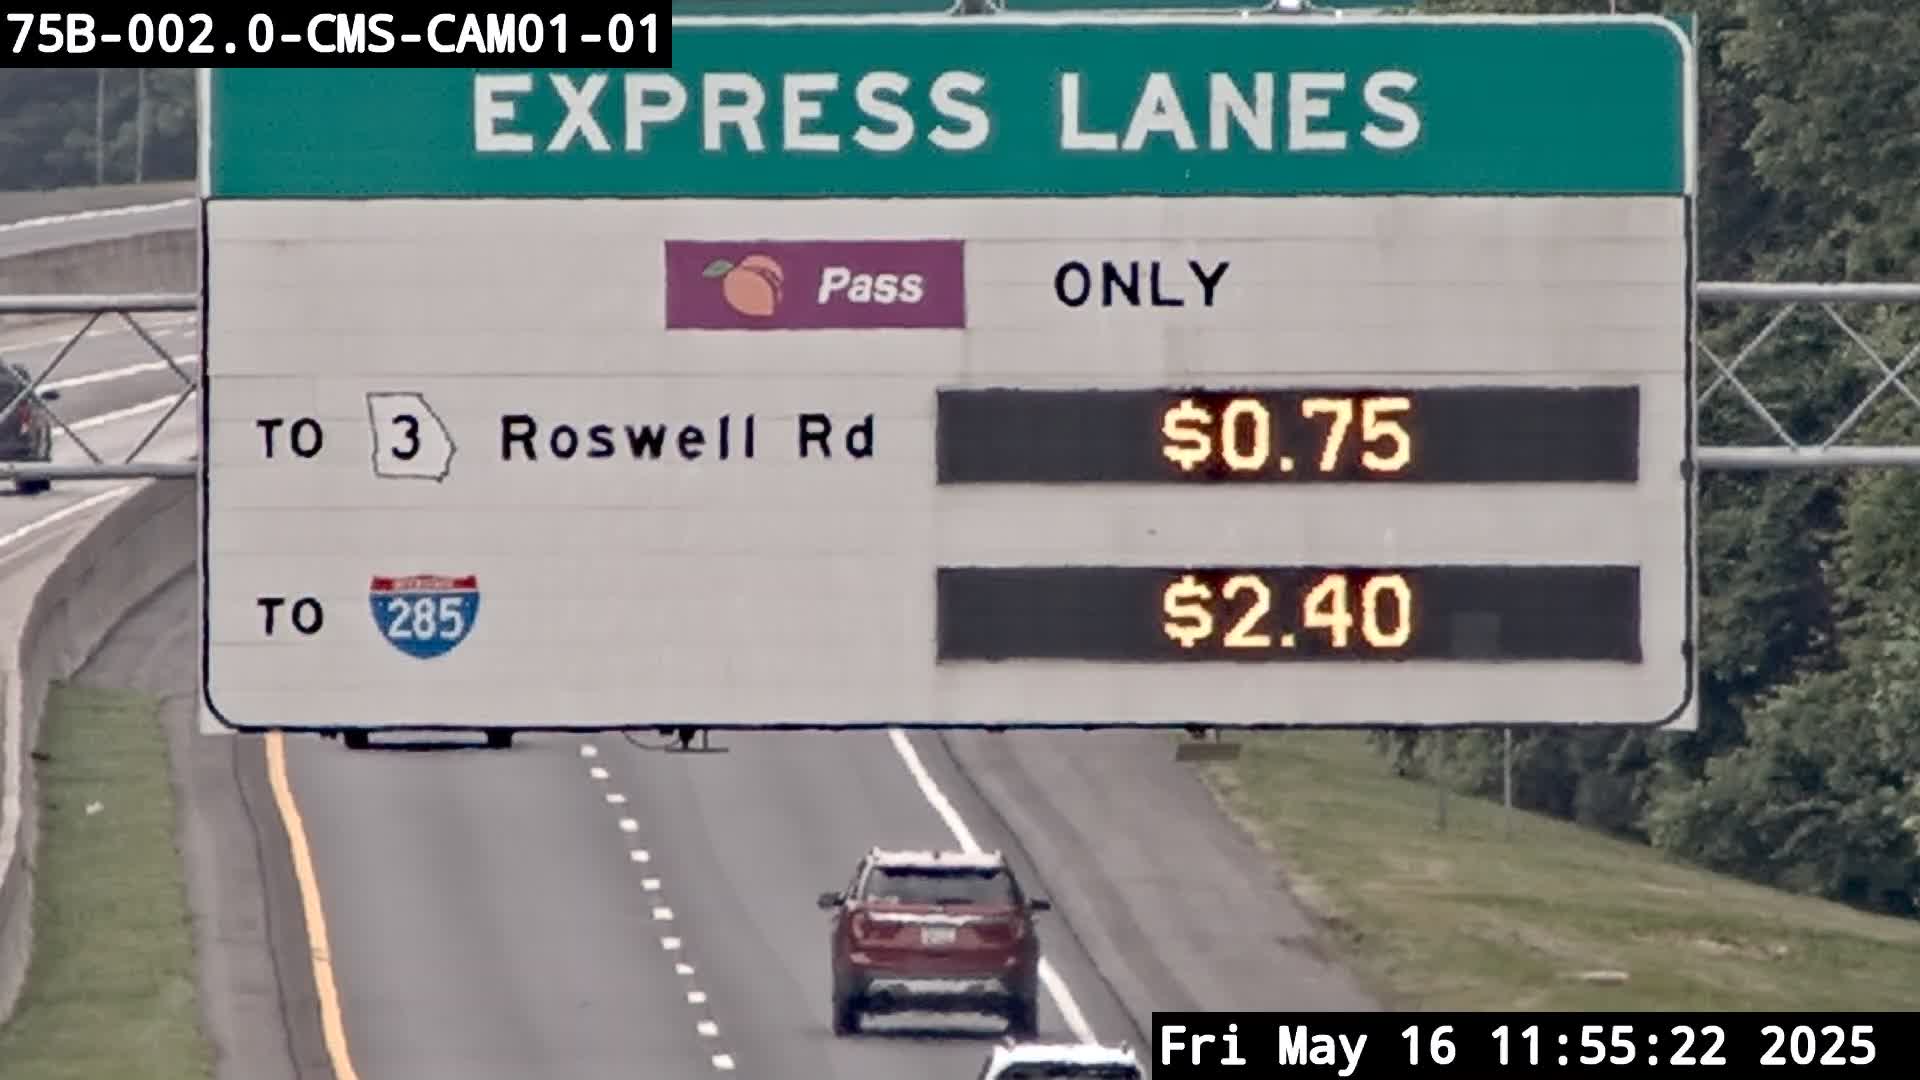 75B-002.0-CMS-CAM01-01
EXPRESS LANES
Pass ONLY
TO 3 Roswell Rd $0.75
TO 285 $2.40
Fri May 16 11:55:22 2025